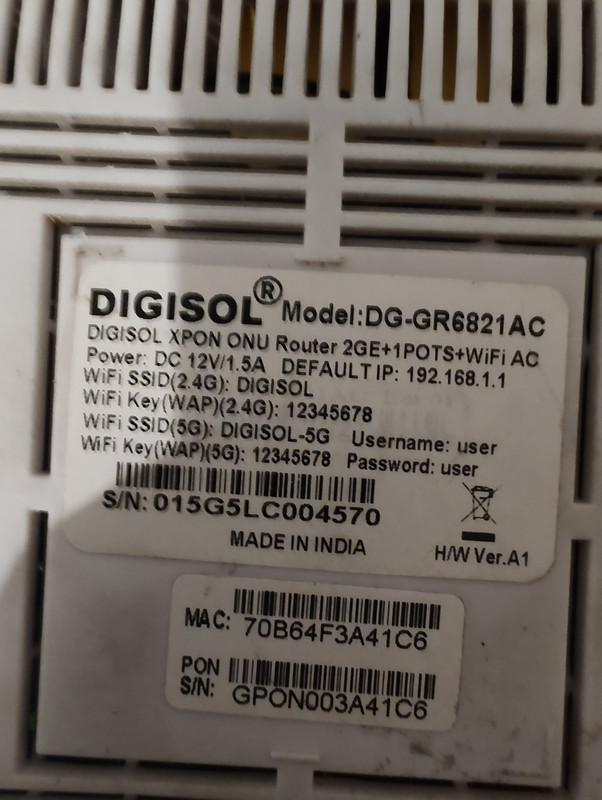 DIGISOL® Model:DG-GR6821AC
DIGISOL XPON ONU Router 2GE+1POTS+WiFi AC
Power: DC 12V/1.5A DEFAULT IP: 192.168.1.1
WiFi SSID(2.4G): DIGISOL
WiFi Key(WAP)(2.4G): 12345678
WiFi SSID(5G): DIGISOL-5G Username: user
WiFi Key(WAP)(5G): 12345678 Password: user
S/N: 015G5LC004570
MADE IN INDIA
H/W Ver.A1
MAC: 70B64F3A41C6
PON
S/N: GPON003A41C6